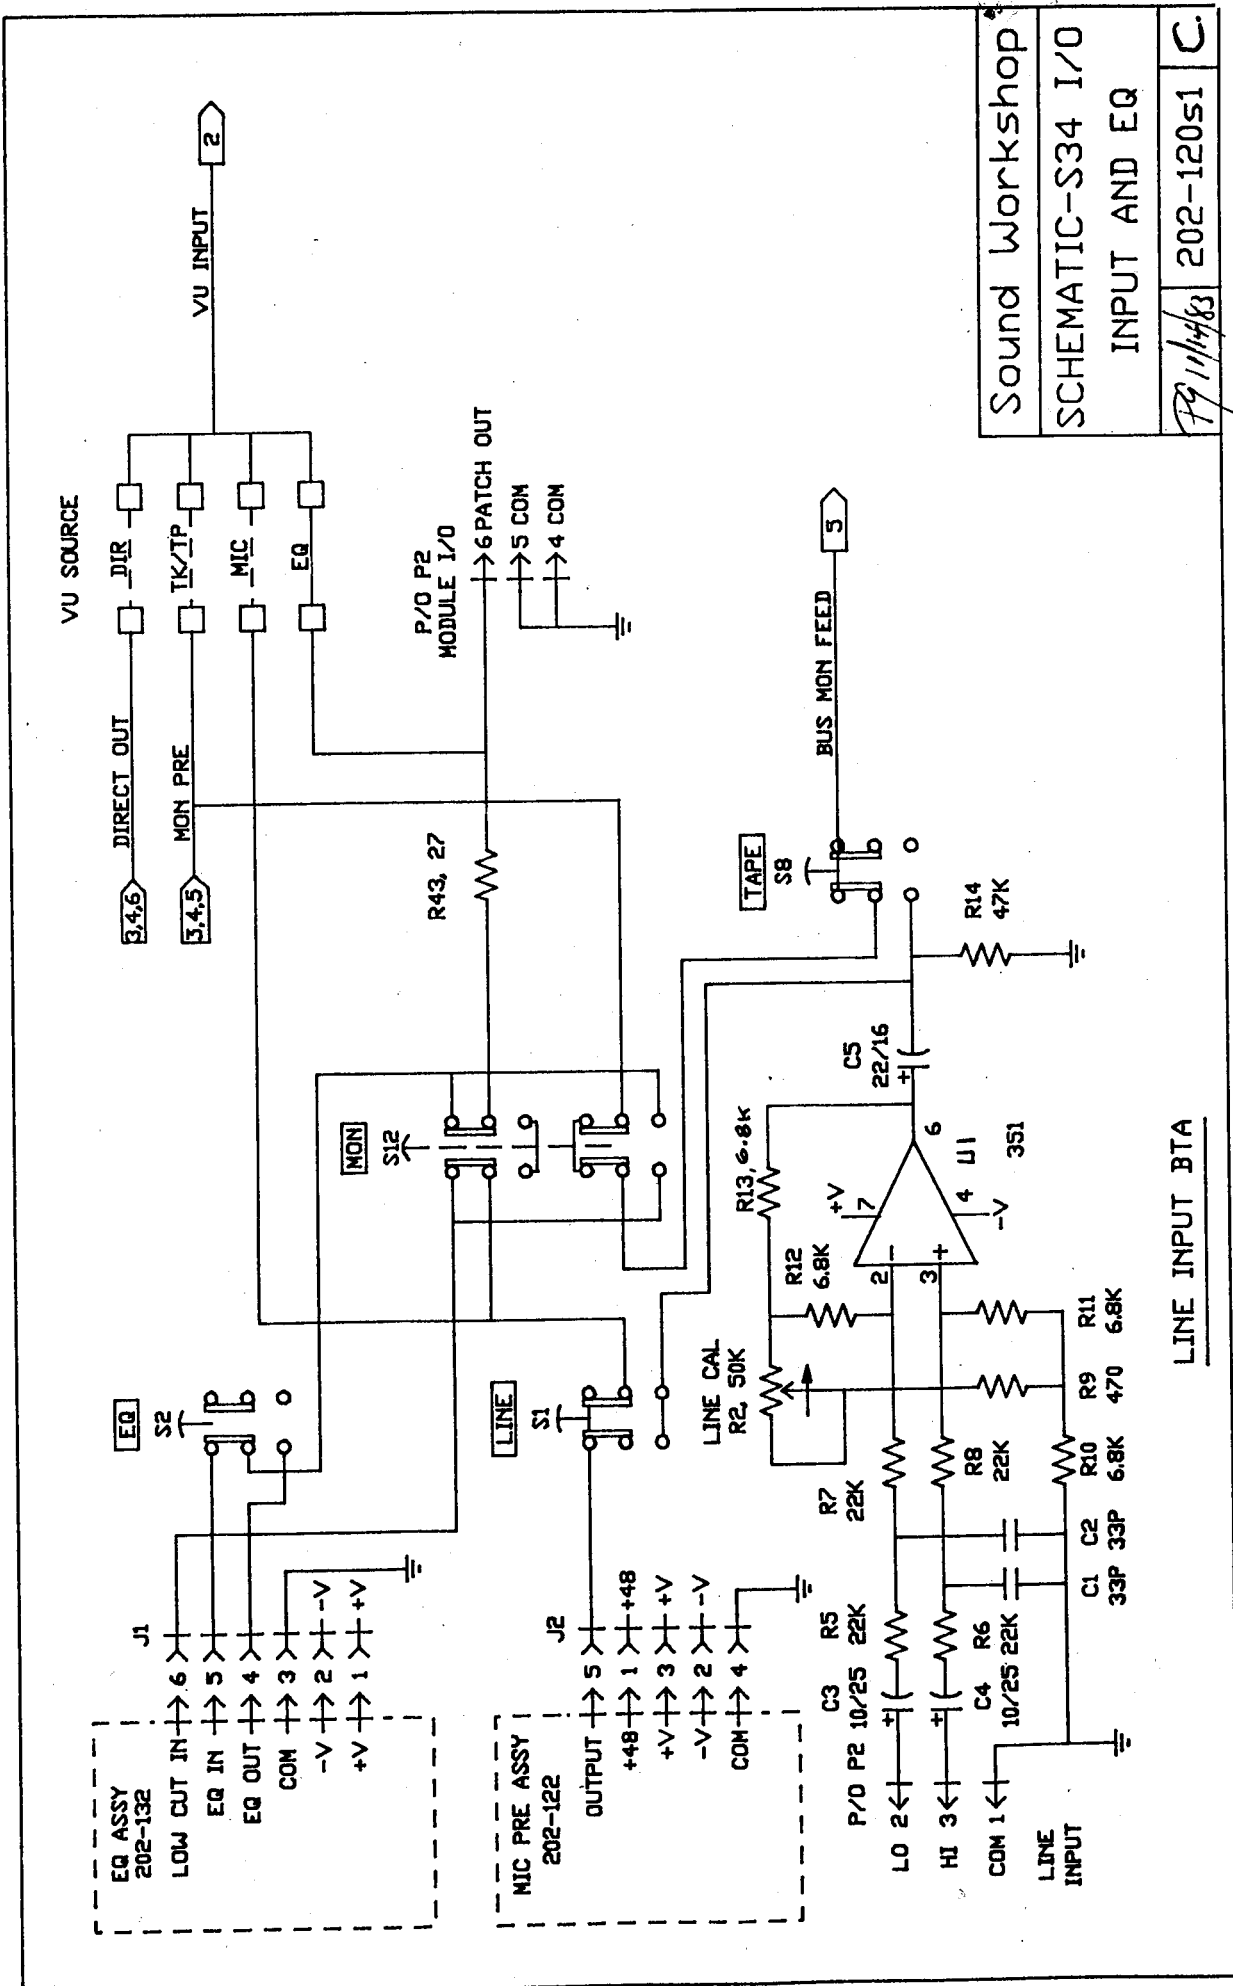 VU SOURCE
DIRECT OUT
DIR
3,4,6
MON PRE
TK/TP
3,4,5
MIC
EQ
VU INPUT
2
EQ ASSY
202-132
J1
LOW CUT IN 6
EQ IN 5
EQ OUT 4
COM 3
-V 2 -V
+V 1 +V
EQ
S2
MON
S12
R43, 27
P/O P2
MODULE I/O
6 PATCH OUT
5 COM
4 COM
MIC PRE ASSY
202-122
J2
OUTPUT 5
+48 1 +48
+V 3 +V
-V 2 -V
COM 4
LINE
S1
TAPE
S8
BUS MON FEED
5
LINE CAL
R2, 50K
R12
6.8K
R13, 6.8K
+V
7
2
-
3
+
4
-V
6
U1
351
C5
22/16
+
R14
47K
P/O P2
LO 2
HI 3
COM 1
LINE
INPUT
C3
10/25
+
R5
22K
R7
22K
C4
10/25
+
R6
22K
R8
22K
C1
33P
C2
33P
R10
6.8K
R9
470
R11
6.8K
LINE INPUT BTA
Sound Workshop
SCHEMATIC-S34 I/O
INPUT AND EQ
11/14/83
202-120s1
C